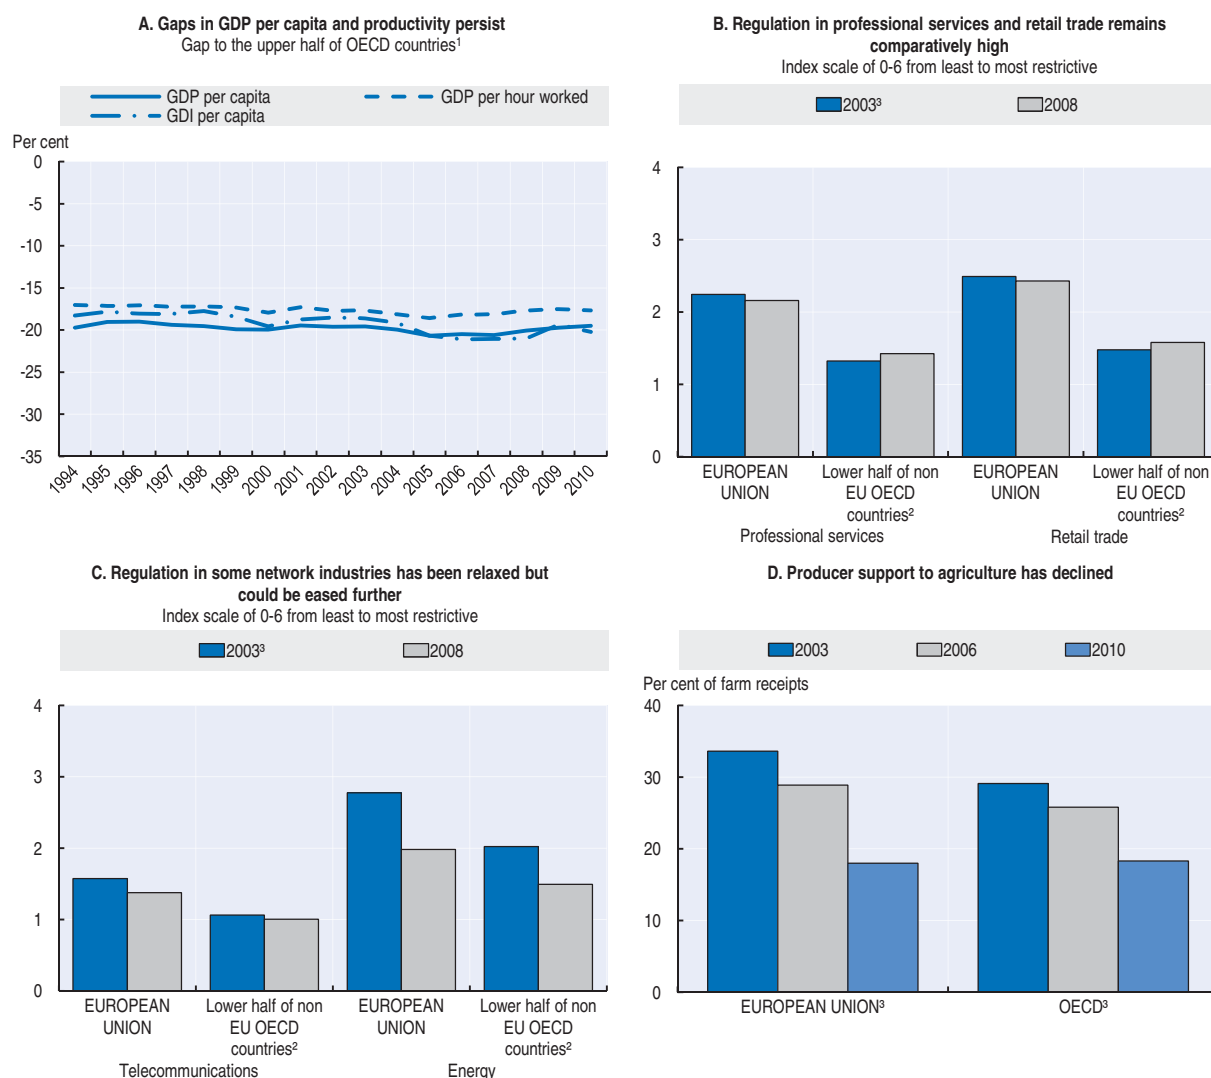 A. Gaps in GDP per capita and productivity persist
Gap to the upper half of OECD countries¹
GDP per capita
GDP per hour worked
GDI per capita
Per cent
0
-5
-10
-15
-20
-25
-30
-35
1994 1995 1996 1997 1998 1999 2000 2001 2002 2003 2004 2005 2006 2007 2008 2009 2010
B. Regulation in professional services and retail trade remains
comparatively high
Index scale of 0-6 from least to most restrictive
2003³ 2008
4
3
2
1
0
EUROPEAN UNION
Lower half of non EU OECD countries²
EUROPEAN UNION
Lower half of non EU OECD countries²
Professional services
Retail trade
C. Regulation in some network industries has been relaxed but
could be eased further
Index scale of 0-6 from least to most restrictive
2003³ 2008
4
3
2
1
0
EUROPEAN UNION
Lower half of non EU OECD countries²
EUROPEAN UNION
Lower half of non EU OECD countries²
Telecommunications
Energy
D. Producer support to agriculture has declined
2003 2006 2010
Per cent of farm receipts
40
30
20
10
0
EUROPEAN UNION³
OECD³